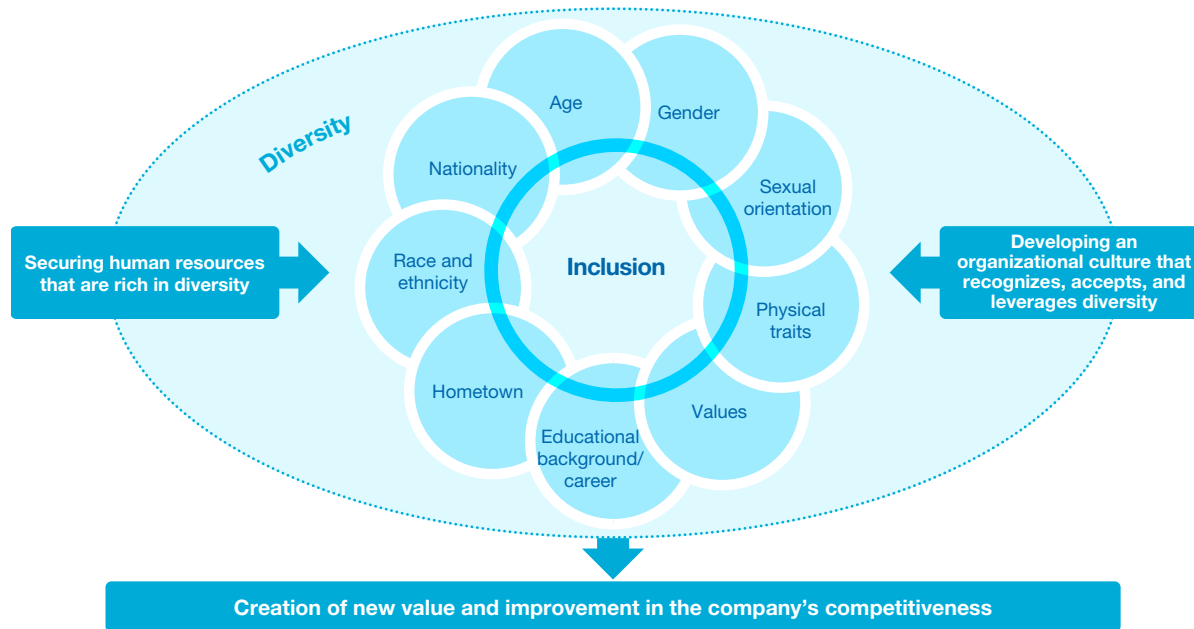 Diversity
Age
Gender
Nationality
Sexual
orientation
Race and
ethnicity
Inclusion
Physical
traits
Hometown
Values
Educational
background/
career
Securing human resources
that are rich in diversity
Developing an
organizational culture that
recognizes, accepts, and
leverages diversity
Creation of new value and improvement in the company’s competitiveness